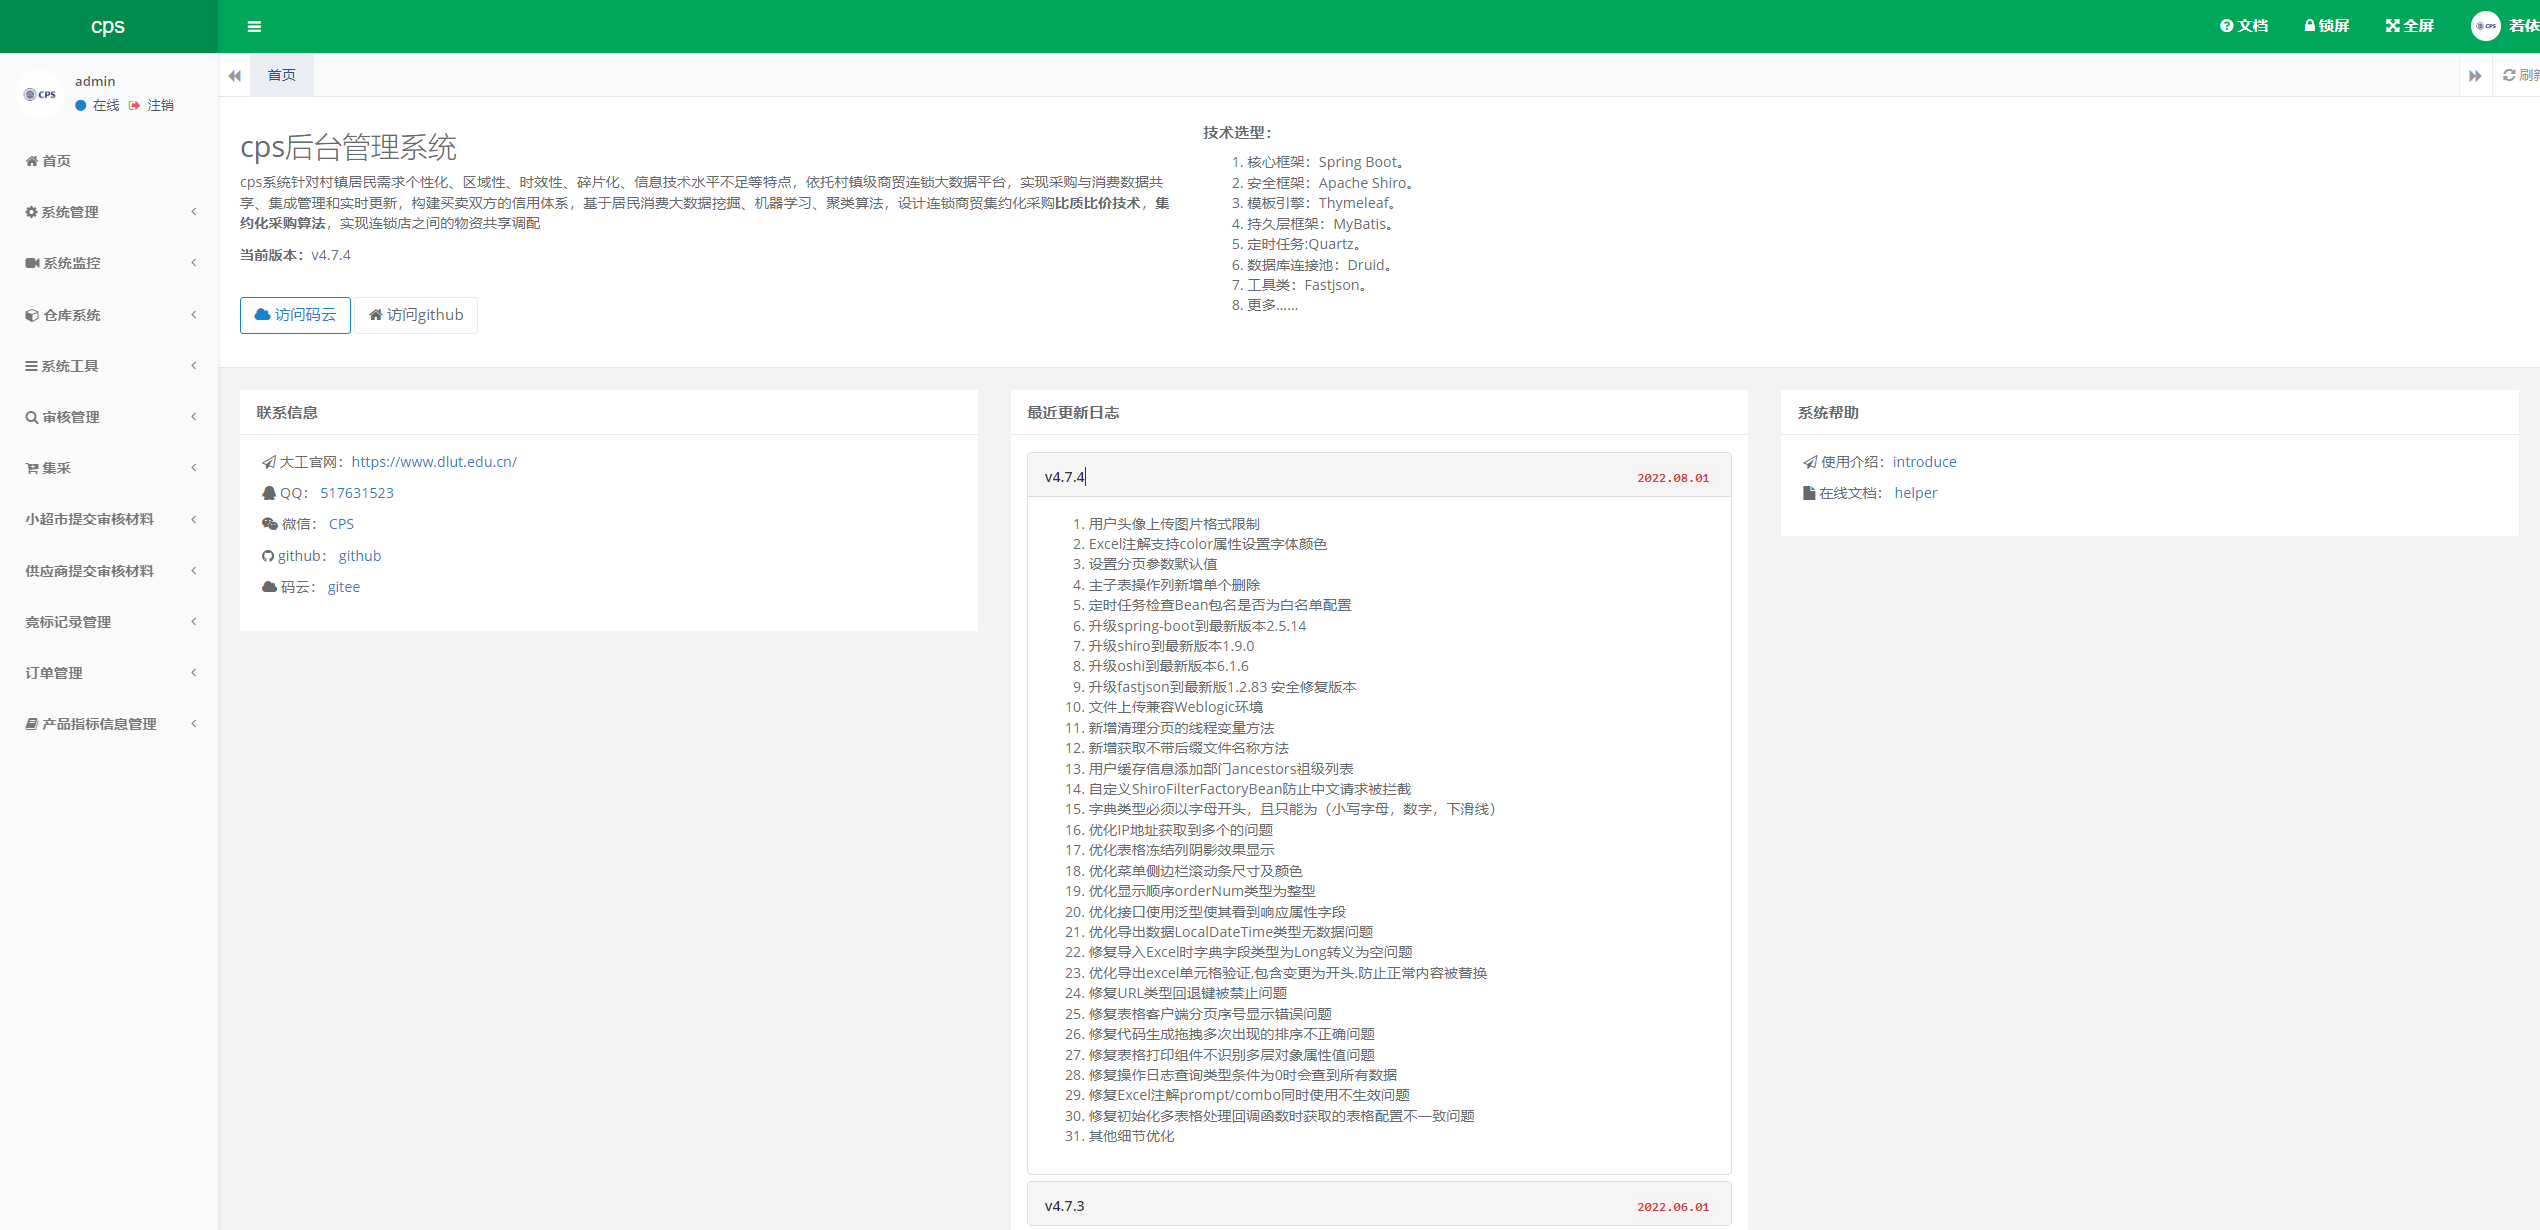 cps
文档
锁屏
全屏
CPS
若依
CPS
admin
在线
注销
首页
刷新
首页
系统管理
系统监控
仓库系统
系统工具
审核管理
集采
小超市提交审核材料
供应商提交审核材料
竞标记录管理
订单管理
产品指标信息管理
cps后台管理系统
cps系统针对村镇居民需求个性化、区域性、时效性、碎片化、信息技术水平不足等特点，依托村镇级商贸连锁大数据平台，实现采购与消费数据共
享、集成管理和实时更新，构建买卖双方的信用体系，基于居民消费大数据挖掘、机器学习、聚类算法，设计连锁商贸集约化采购比质比价技术，集
约化采购算法，实现连锁店之间的物资共享调配
当前版本：v4.7.4
访问码云
访问github
技术选型：
1. 核心框架：Spring Boot。
2. 安全框架：Apache Shiro。
3. 模板引擎：Thymeleaf。
4. 持久层框架：MyBatis。
5. 定时任务:Quartz。
6. 数据库连接池：Druid。
7. 工具类：Fastjson。
8. 更多……
联系信息
大工官网：https://www.dlut.edu.cn/
QQ： 517631523
微信： CPS
github： github
码云： gitee
最近更新日志
v4.7.4 2022.08.01
1. 用户头像上传图片格式限制
2. Excel注解支持color属性设置字体颜色
3. 设置分页参数默认值
4. 主子表操作列新增单个删除
5. 定时任务检查Bean包名是否为白名单配置
6. 升级spring-boot到最新版本2.5.14
7. 升级shiro到最新版本1.9.0
8. 升级oshi到最新版本6.1.6
9. 升级fastjson到最新版1.2.83 安全修复版本
10. 文件上传兼容Weblogic环境
11. 新增清理分页的线程变量方法
12. 新增获取不带后缀文件名称方法
13. 用户缓存信息添加部门ancestors祖级列表
14. 自定义ShiroFilterFactoryBean防止中文请求被拦截
15. 字典类型必须以字母开头，且只能为（小写字母，数字，下滑线）
16. 优化IP地址获取到多个的问题
17. 优化表格冻结列阴影效果显示
18. 优化菜单侧边栏滚动条尺寸及颜色
19. 优化显示顺序orderNum类型为整型
20. 优化接口使用泛型使其看到响应属性字段
21. 优化导出数据LocalDateTime类型无数据问题
22. 修复导入Excel时字典字段类型为Long转义为空问题
23. 优化导出excel单元格验证,包含变更为开头.防止正常内容被替换
24. 修复URL类型回退键被禁止问题
25. 修复表格客户端分页序号显示错误问题
26. 修复代码生成拖拽多次出现的排序不正确问题
27. 修复表格打印组件不识别多层对象属性值问题
28. 修复操作日志查询类型条件为0时会查到所有数据
29. 修复Excel注解prompt/combo同时使用不生效问题
30. 修复初始化多表格处理回调函数时获取的表格配置不一致问题
31. 其他细节优化
v4.7.3 2022.06.01
系统帮助
使用介绍：introduce
在线文档： helper